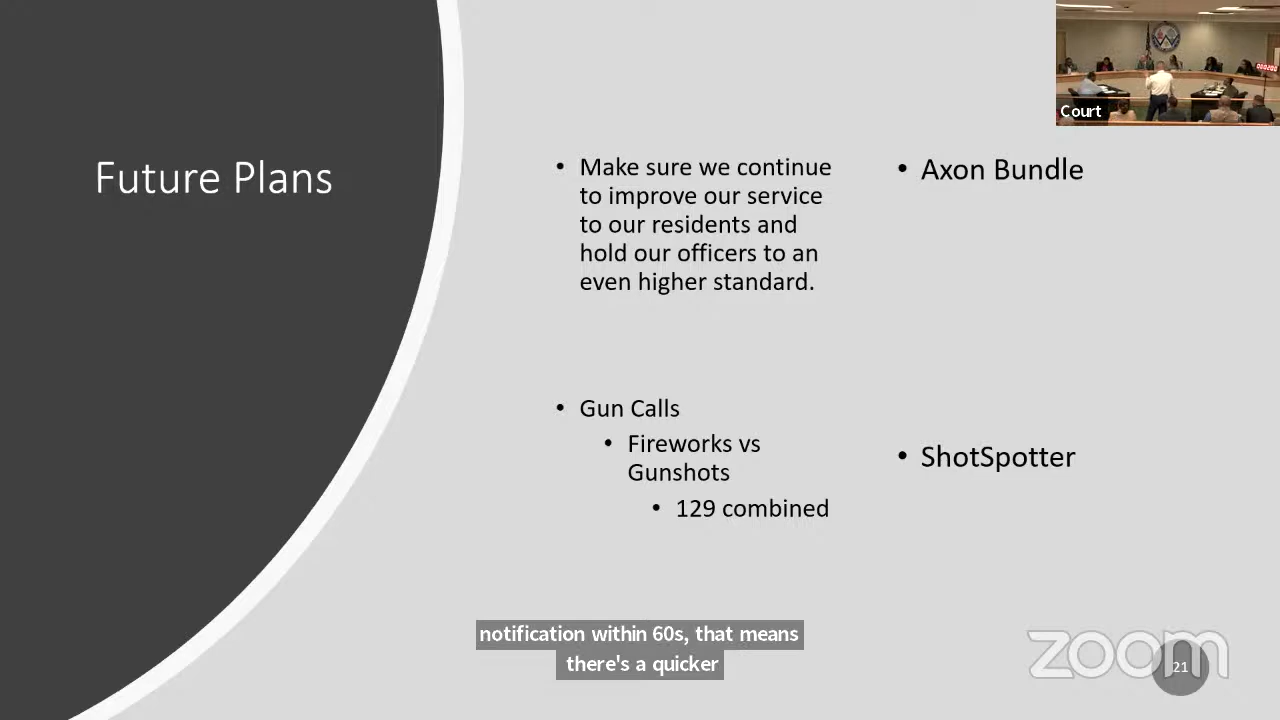 Future Plans
• Make sure we continue
to improve our service
to our residents and
hold our officers to an
even higher standard.
• Gun Calls
• Fireworks vs
Gunshots
• 129 combined
• Axon Bundle
• ShotSpotter
Court
notification within 60s, that means
there's a quicker
zoom
21